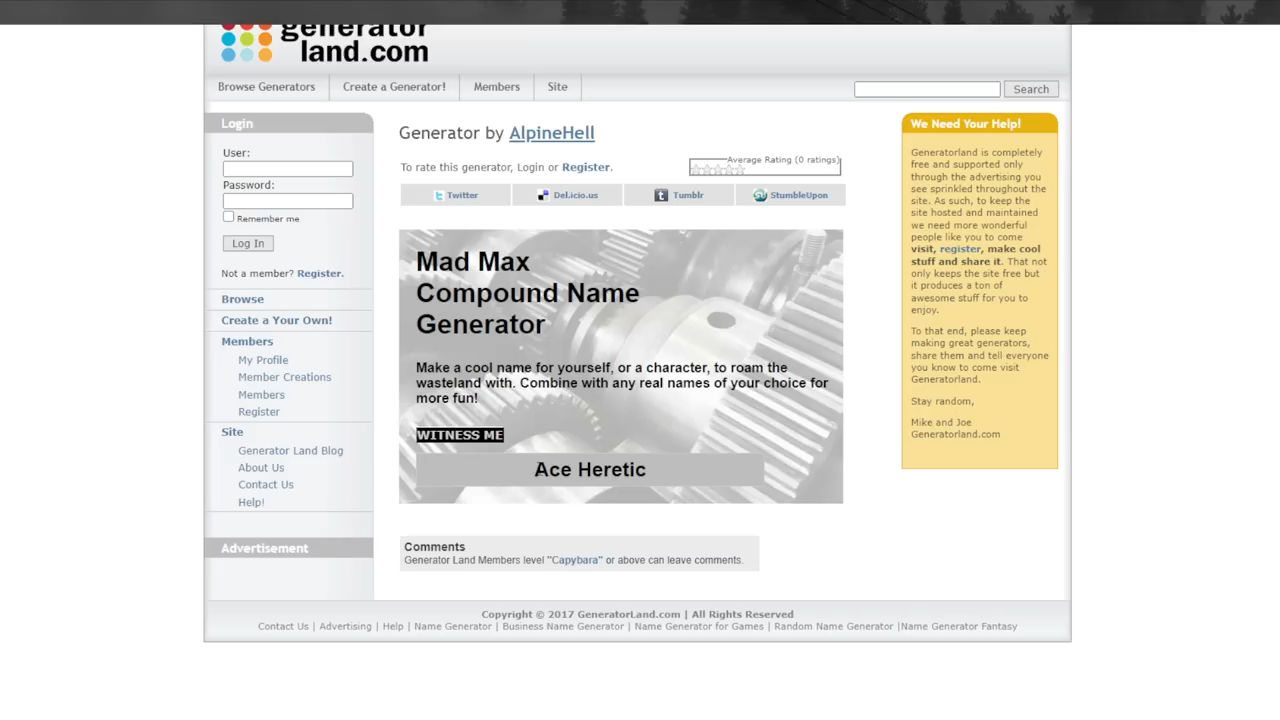 generator
land.com
Browse Generators
Create a Generator!
Members
Site
Search
Login
User:
Password:
Remember me
Log In
Not a member? Register.
Browse
Create a Your Own!
Members
My Profile
Member Creations
Members
Register
Site
Generator Land Blog
About Us
Contact Us
Help!
Advertisement
Generator by AlpineHell
To rate this generator, Login or Register.
Average Rating (0 ratings)
Twitter
Del.icio.us
Tumblr
StumbleUpon
Mad Max
Compound Name
Generator
Make a cool name for yourself, or a character, to roam the
wasteland with. Combine with any real names of your choice for
more fun!
WITNESS ME
Ace Heretic
Comments
Generator Land Members level "Capybara" or above can leave comments.
We Need Your Help!
Generatorland is completely
free and supported only
through the advertising you
see sprinkled throughout the
site. As such, to keep the
site hosted and maintained
we need more wonderful
people like you to come
visit, register, make cool
stuff and share it. That not
only keeps the site free but
it produces a ton of
awesome stuff for you to
enjoy.
To that end, please keep
making great generators,
share them and tell everyone
you know to come visit
Generatorland.
Stay random,
Mike and Joe
Generatorland.com
Copyright © 2017 GeneratorLand.com | All Rights Reserved
Contact Us | Advertising | Help | Name Generator | Business Name Generator | Name Generator for Games | Random Name Generator |Name Generator Fantasy